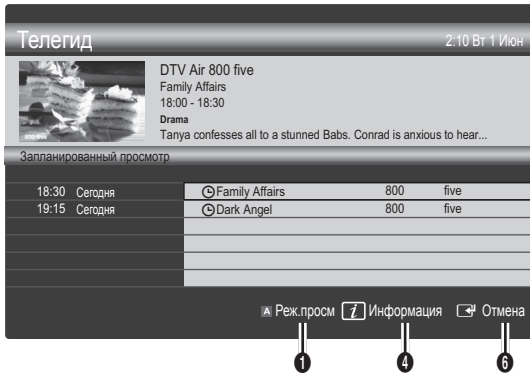 Телегид 2:10 Вт 1 Июн
DTV Air 800 five
Family Affairs
18:00 - 18:30
Drama
Tanya confesses all to a stunned Babs. Conrad is anxious to hear...
800 five
Запланированный просмотр
18:30 Сегодня Family Affairs 800 five
19:15 Сегодня Dark Angel 800 five
A Реж.просм i Информация Отмена
1 4 6